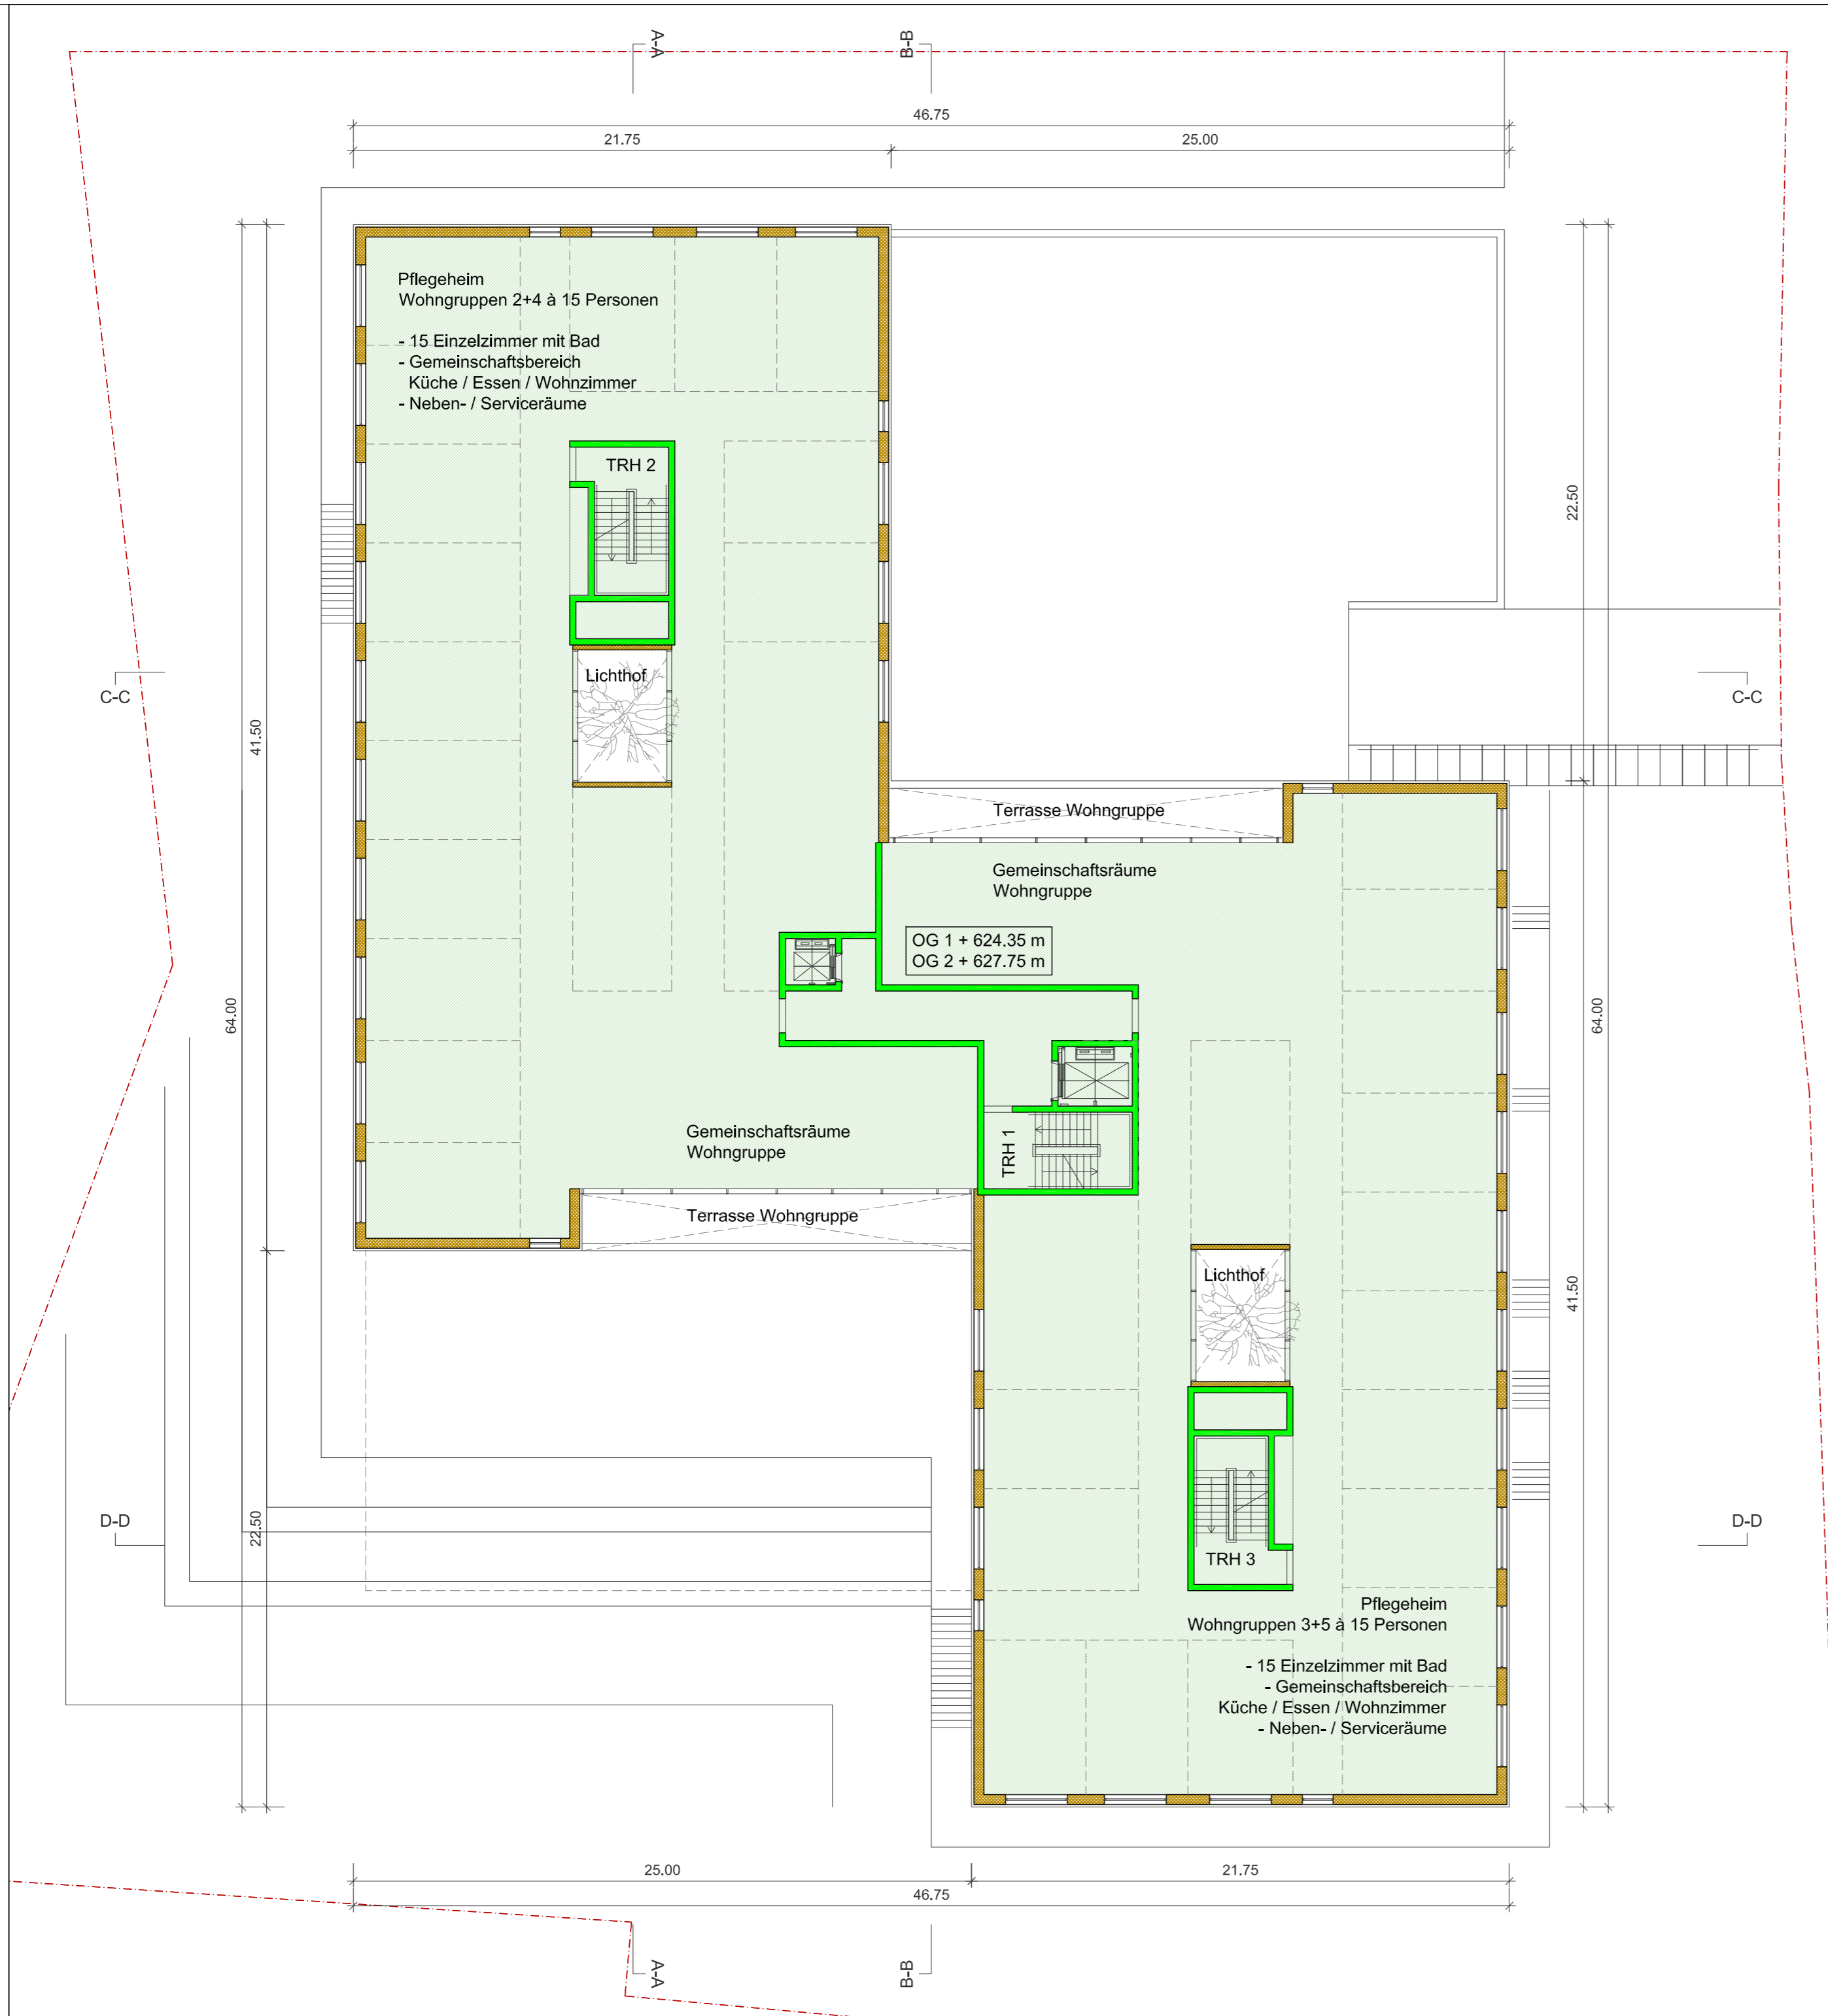 A-A
B-B
46.75
21.75
25.00
Pflegeheim
Wohngruppen 2+4 à 15 Personen
- 15 Einzelzimmer mit Bad
- Gemeinschaftsbereich
Küche / Essen / Wohnzimmer
- Neben- / Serviceräume
TRH 2
22.50
Lichthof
C-C
C-C
41.50
Terrasse Wohngruppe
Gemeinschaftsräume
Wohngruppe
OG 1 + 624.35 m
OG 2 + 627.75 m
64.00
64.00
Gemeinschaftsräume
Wohngruppe
TRH 1
Terrasse Wohngruppe
Lichthof
41.50
D-D
22.50
D-D
TRH 3
Pflegeheim
Wohngruppen 3+5 à 15 Personen
- 15 Einzelzimmer mit Bad
- Gemeinschaftsbereich
Küche / Essen / Wohnzimmer
- Neben- / Serviceräume
25.00
21.75
46.75
A-A
B-B